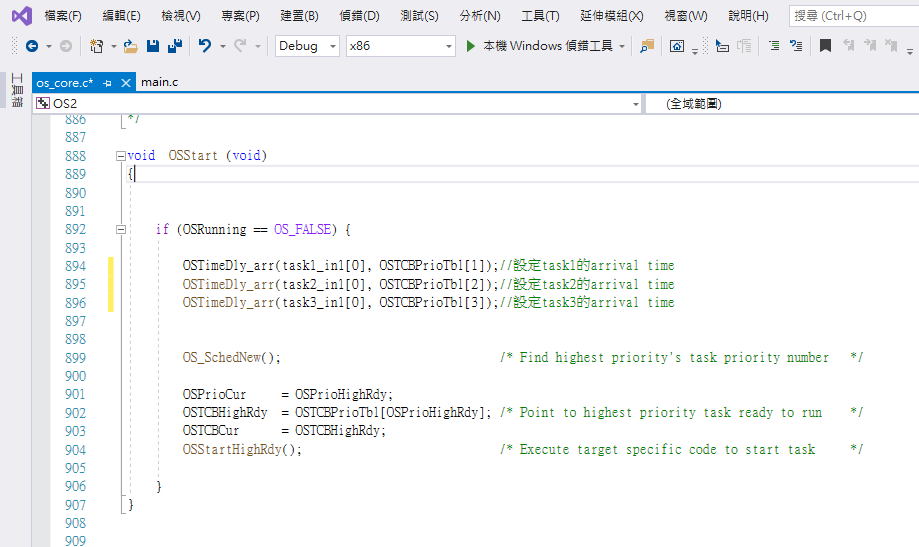 檔案(F) 編輯(E) 檢視(V) 專案(P) 建置(B) 偵錯(D) 測試(S) 分析(N) 工具(T) 延伸模組(X) 視窗(W) 說明(H) 搜尋 (Ctrl+Q)
Debug x86 本機 Windows 偵錯工具
工具箱
os_core.c* main.c
OS2 (全域範圍)
886 */
887
888 void OSStart (void)
889 {
890
891
892 if (OSRunning == OS_FALSE) {
893
894 OSTimeDly_arr(task1_in1[0], OSTCBPrioTbl[1]);//設定task1的arrival time
895 OSTimeDly_arr(task2_in1[0], OSTCBPrioTbl[2]);//設定task2的arrival time
896 OSTimeDly_arr(task3_in1[0], OSTCBPrioTbl[3]);//設定task3的arrival time
897
898
899 OS_SchedNew(); /* Find highest priority's task priority number */
900
901 OSPrioCur = OSPrioHighRdy;
902 OSTCBHighRdy = OSTCBPrioTbl[OSPrioHighRdy]; /* Point to highest priority task ready to run */
903 OSTCBCur = OSTCBHighRdy;
904 OSStartHighRdy(); /* Execute target specific code to start task */
905
906 }
907 }
908
909